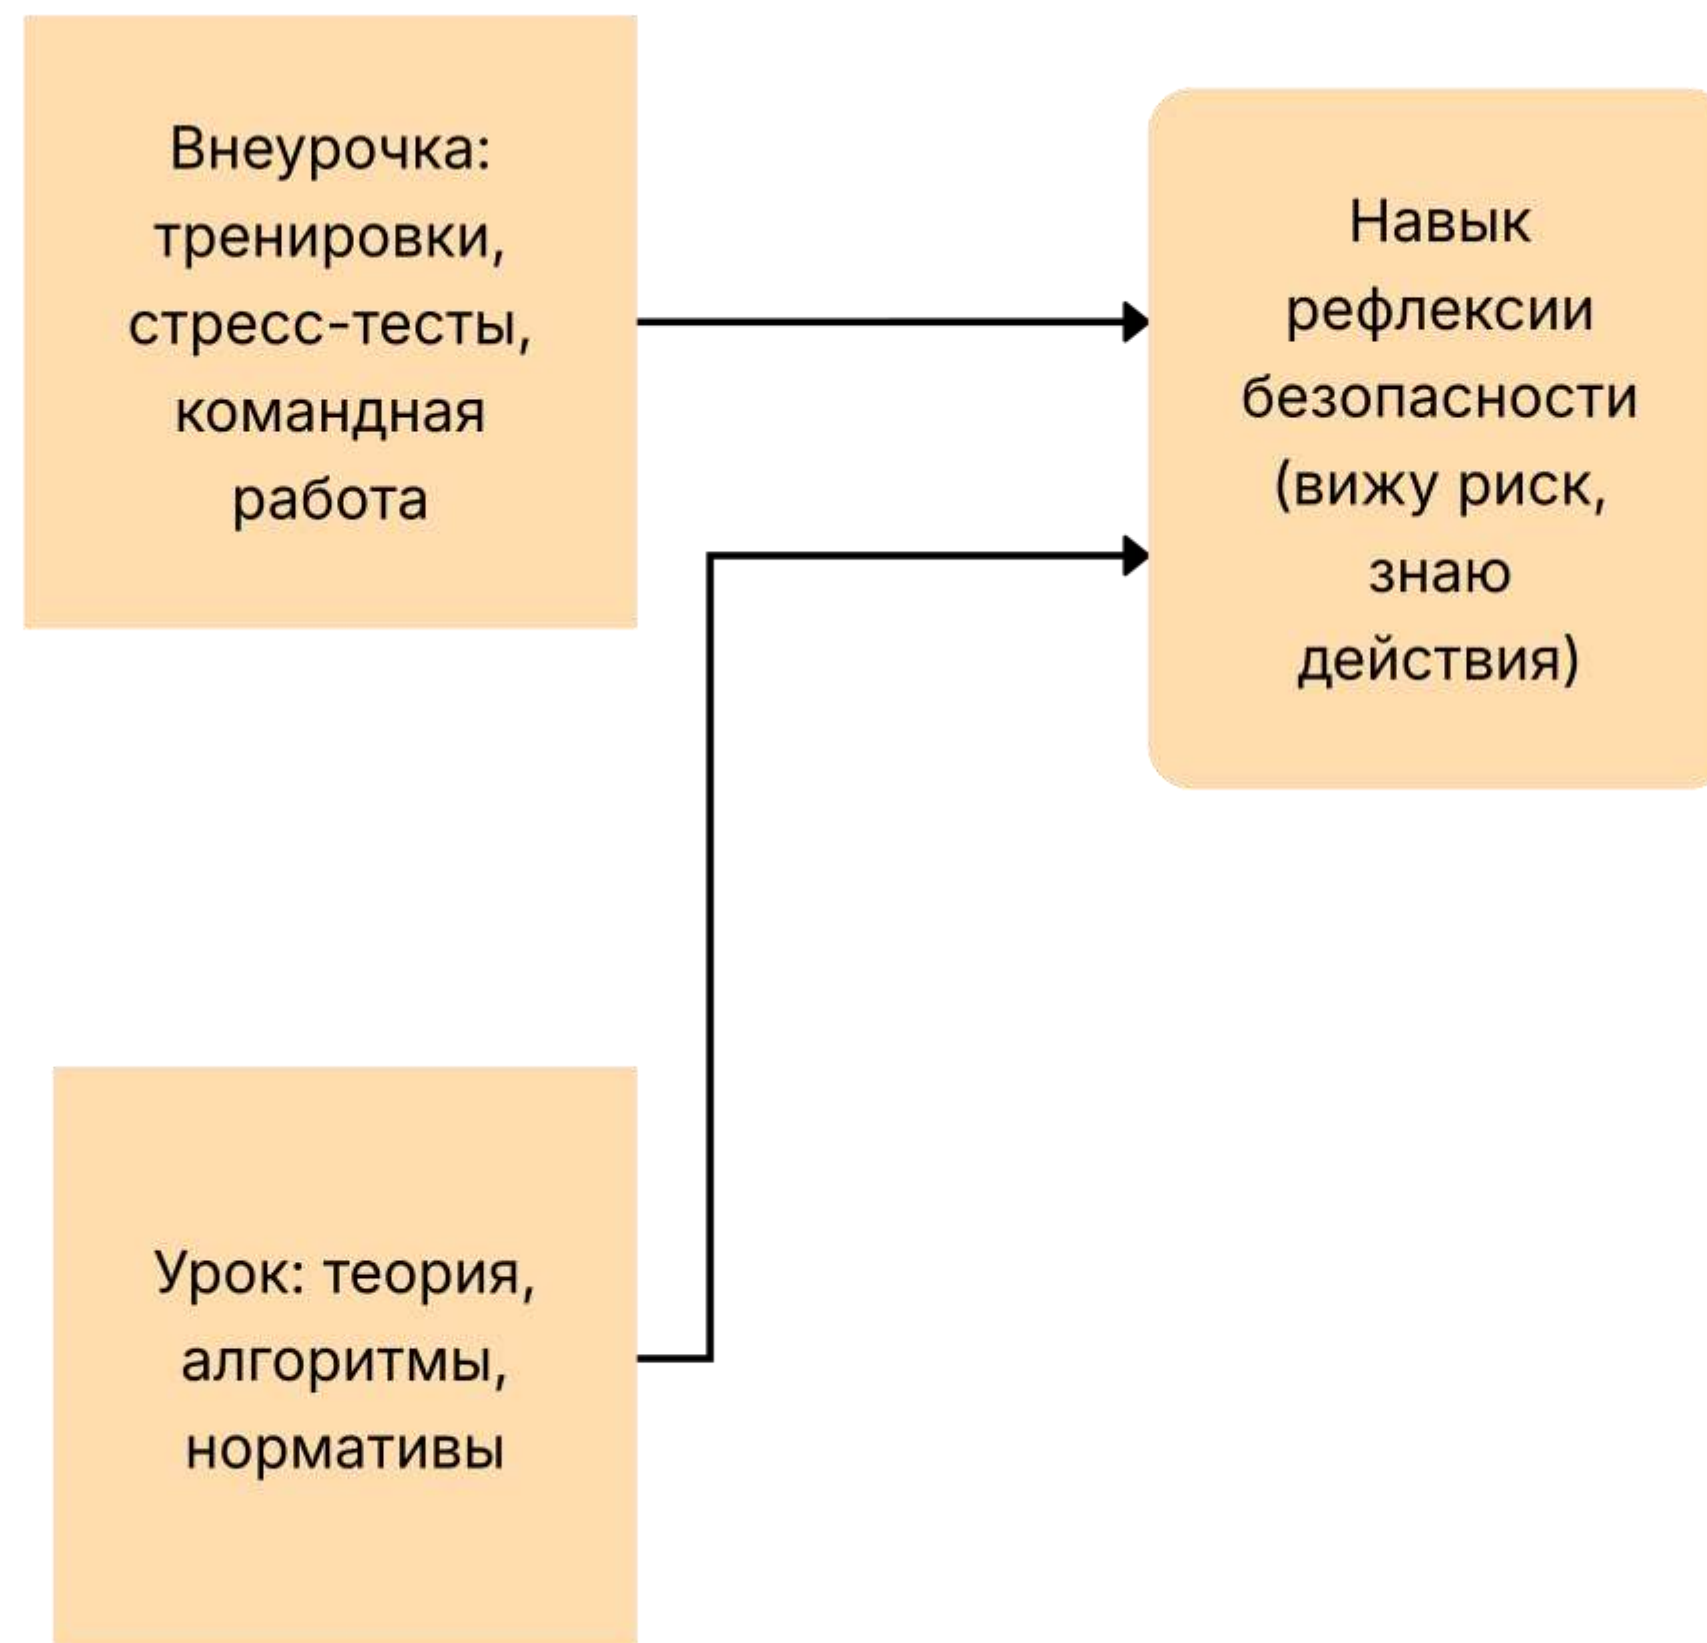 Внеурочка:
тренировки,
стресс-тесты,
командная
работа
Навык
рефлексии
безопасности
(вижу риск,
знаю
действия)
Урок: теория,
алгоритмы,
нормативы